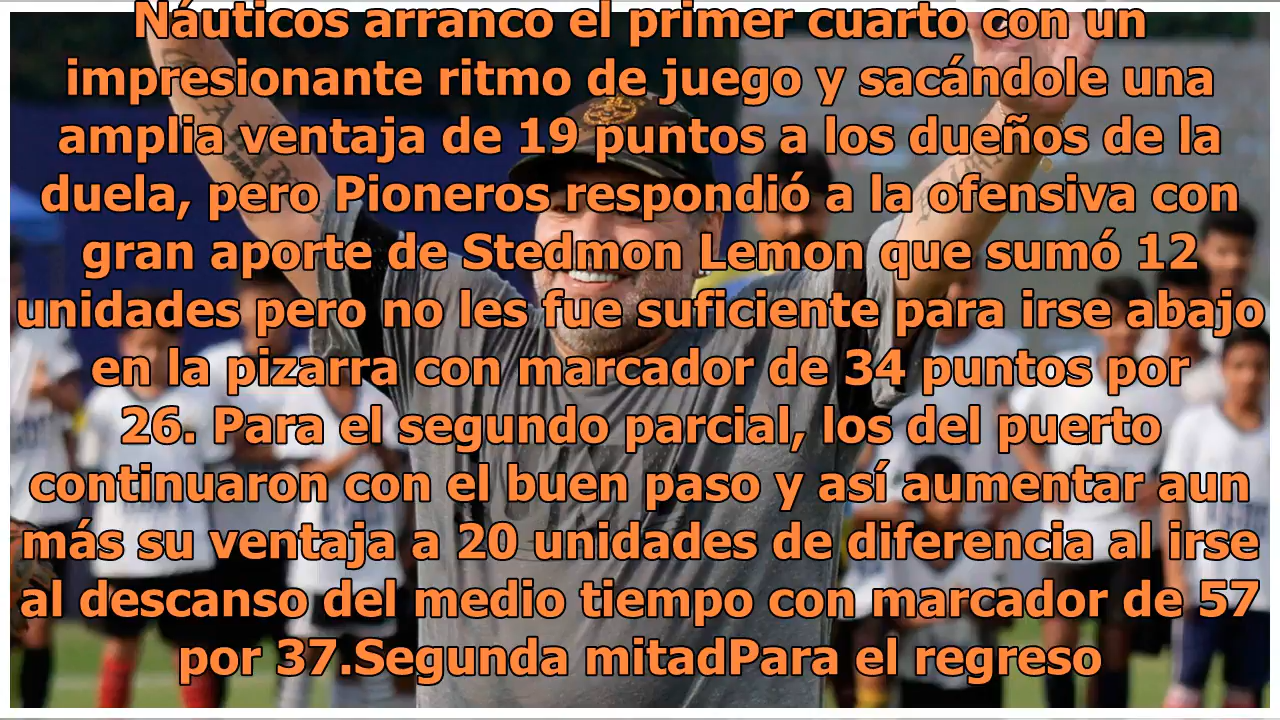 Náuticos arranco el primer cuarto con un
impresionante ritmo de juego y sacándole una
amplia ventaja de 19 puntos a los dueños de la
duela, pero Pioneros respondió a la ofensiva con
gran aporte de Stedmon Lemon que sumó 12
unidades pero no les fue suficiente para irse abajo
en la pizarra con marcador de 34 puntos por
26. Para el segundo parcial, los del puerto
continuaron con el buen paso y así aumentar aun
más su ventaja a 20 unidades de diferencia al irse
al descanso del medio tiempo con marcador de 57
por 37.Segunda mitadPara el regreso